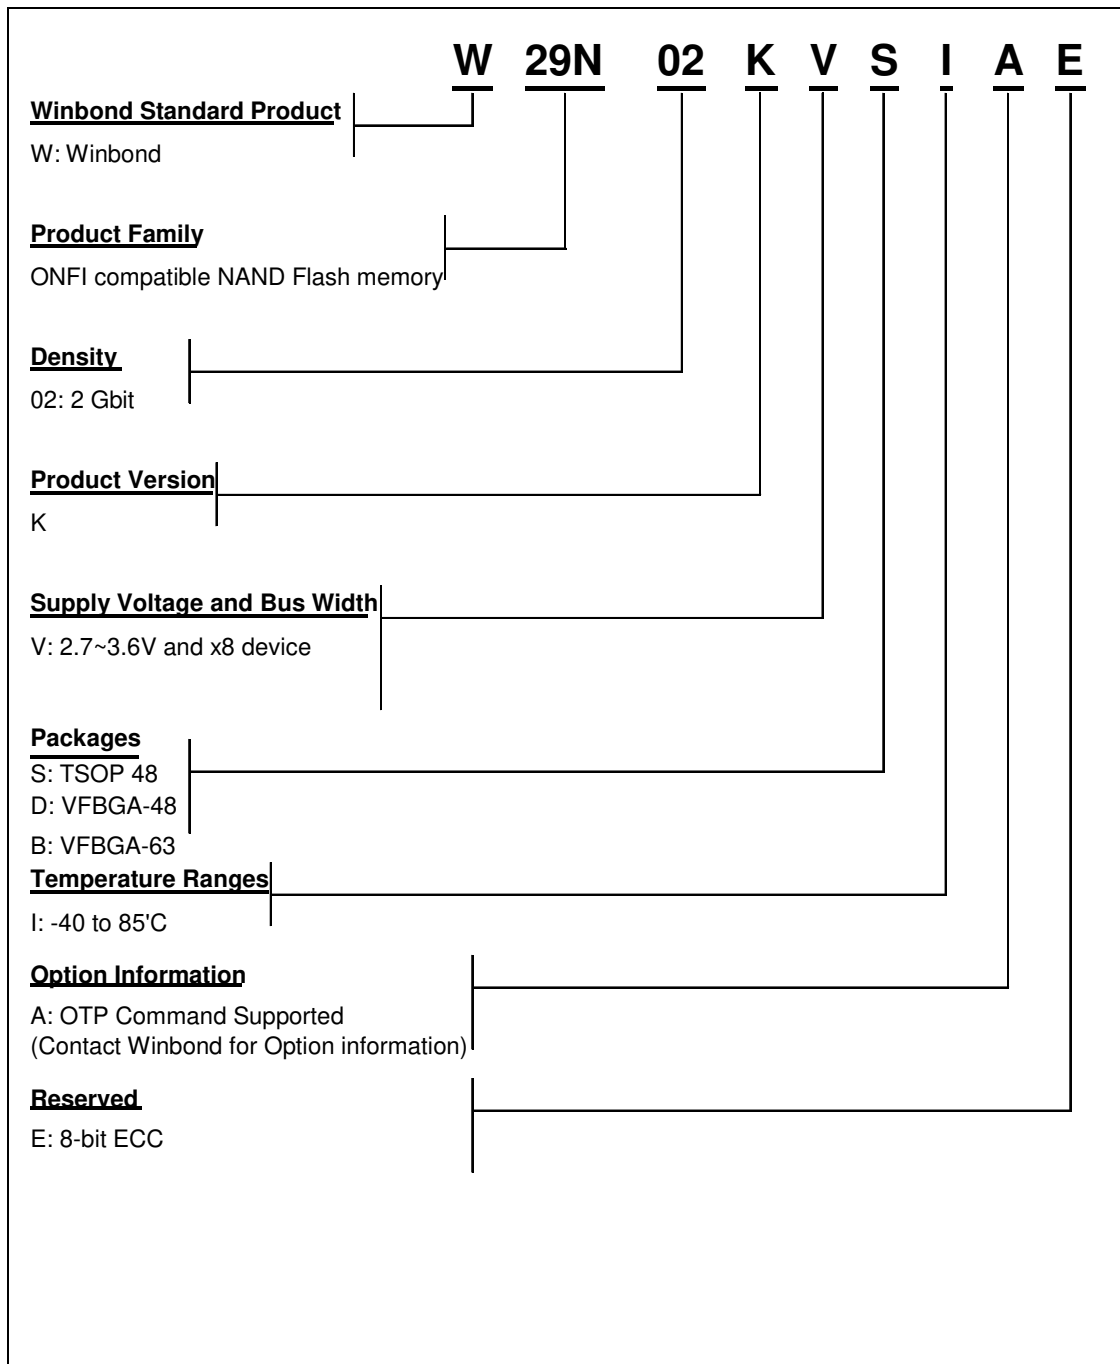 W 29N 02 K V S I A E
Winbond Standard Product
W: Winbond
Product Family
ONFI compatible NAND Flash memory
Density
02: 2 Gbit
Product Version
K
Supply Voltage and Bus Width
V: 2.7~3.6V and x8 device
Packages
S: TSOP 48
D: VFBGA-48
B: VFBGA-63
Temperature Ranges
I: -40 to 85'C
Option Information
A: OTP Command Supported
(Contact Winbond for Option information)
Reserved
E: 8-bit ECC